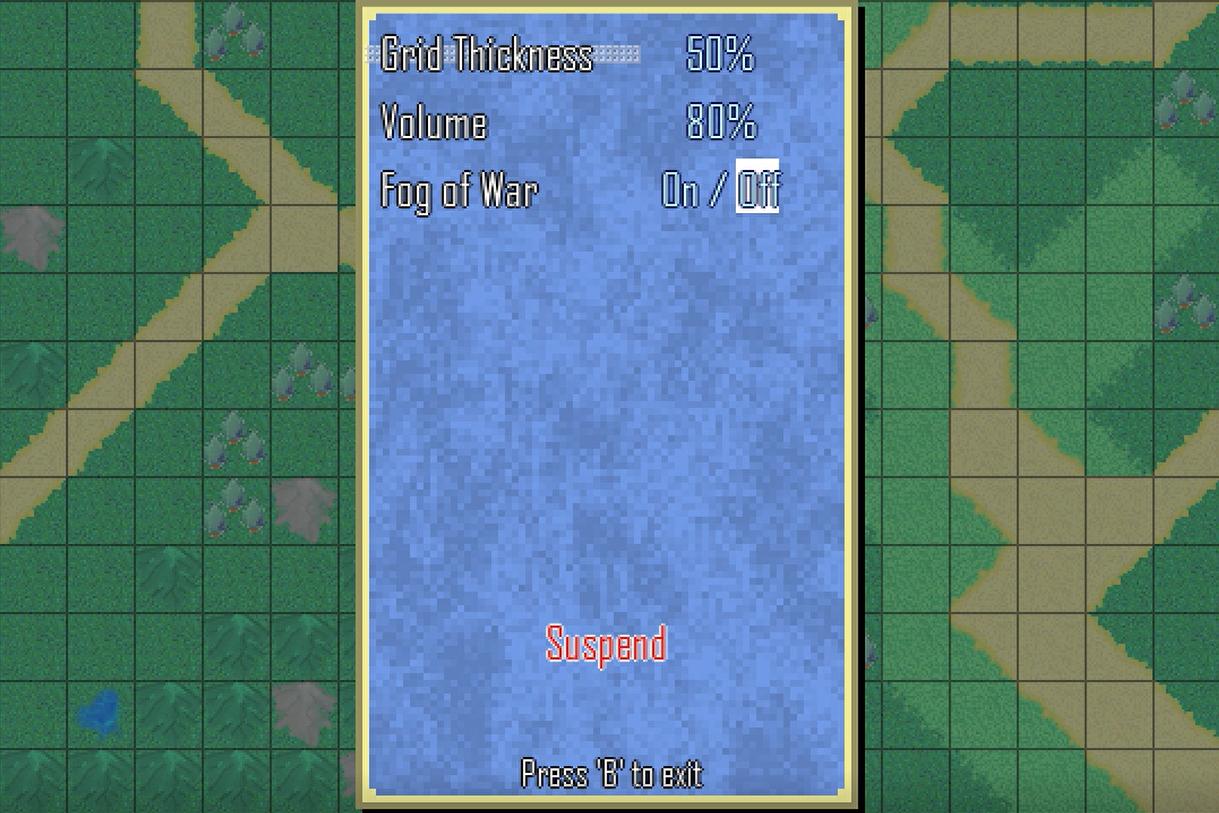 Grid Thickness 50%
Volume 80%
Fog of War On / Off
Suspend
Press 'B' to exit